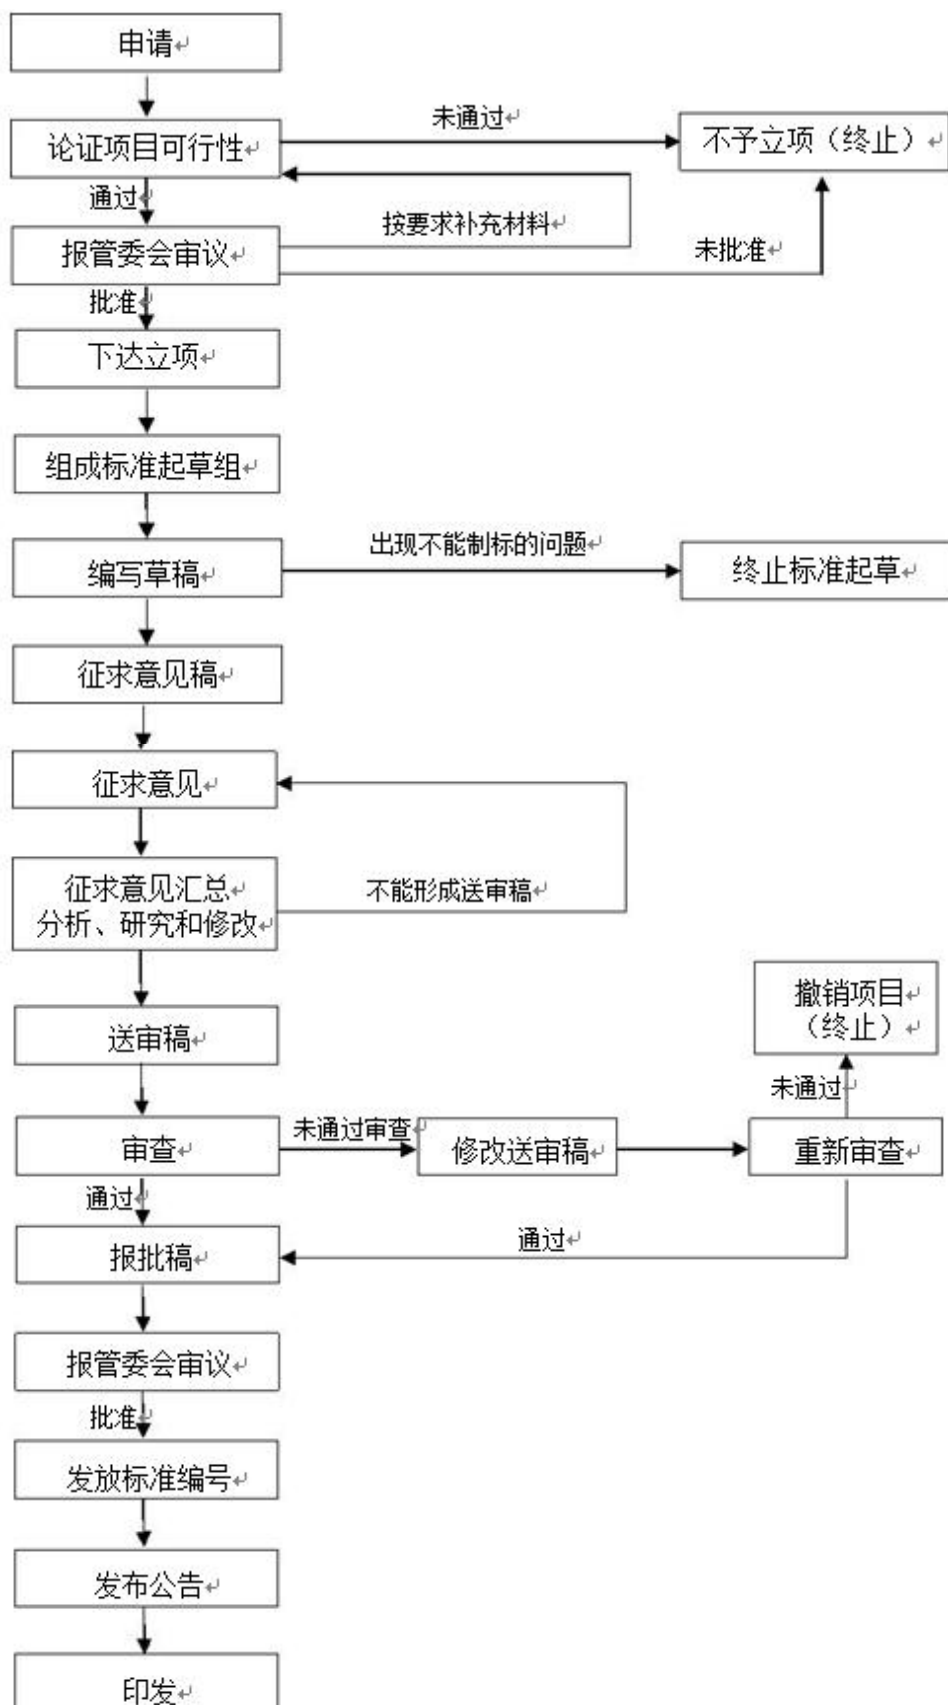 申请
未通过
论证项目可行性
不予立项（终止）
通过
按要求补充材料
报管委会审议
未批准
批准
下达立项
组成标准起草组
出现不能制标的问题
编写草稿
终止标准起草
征求意见稿
征求意见
征求意见汇总
分析、研究和修改
不能形成送审稿
撤销项目
（终止）
送审稿
未通过
未通过审查
审查
修改送审稿
重新审查
通过
报批稿
通过
报管委会审议
批准
发放标准编号
发布公告
印发